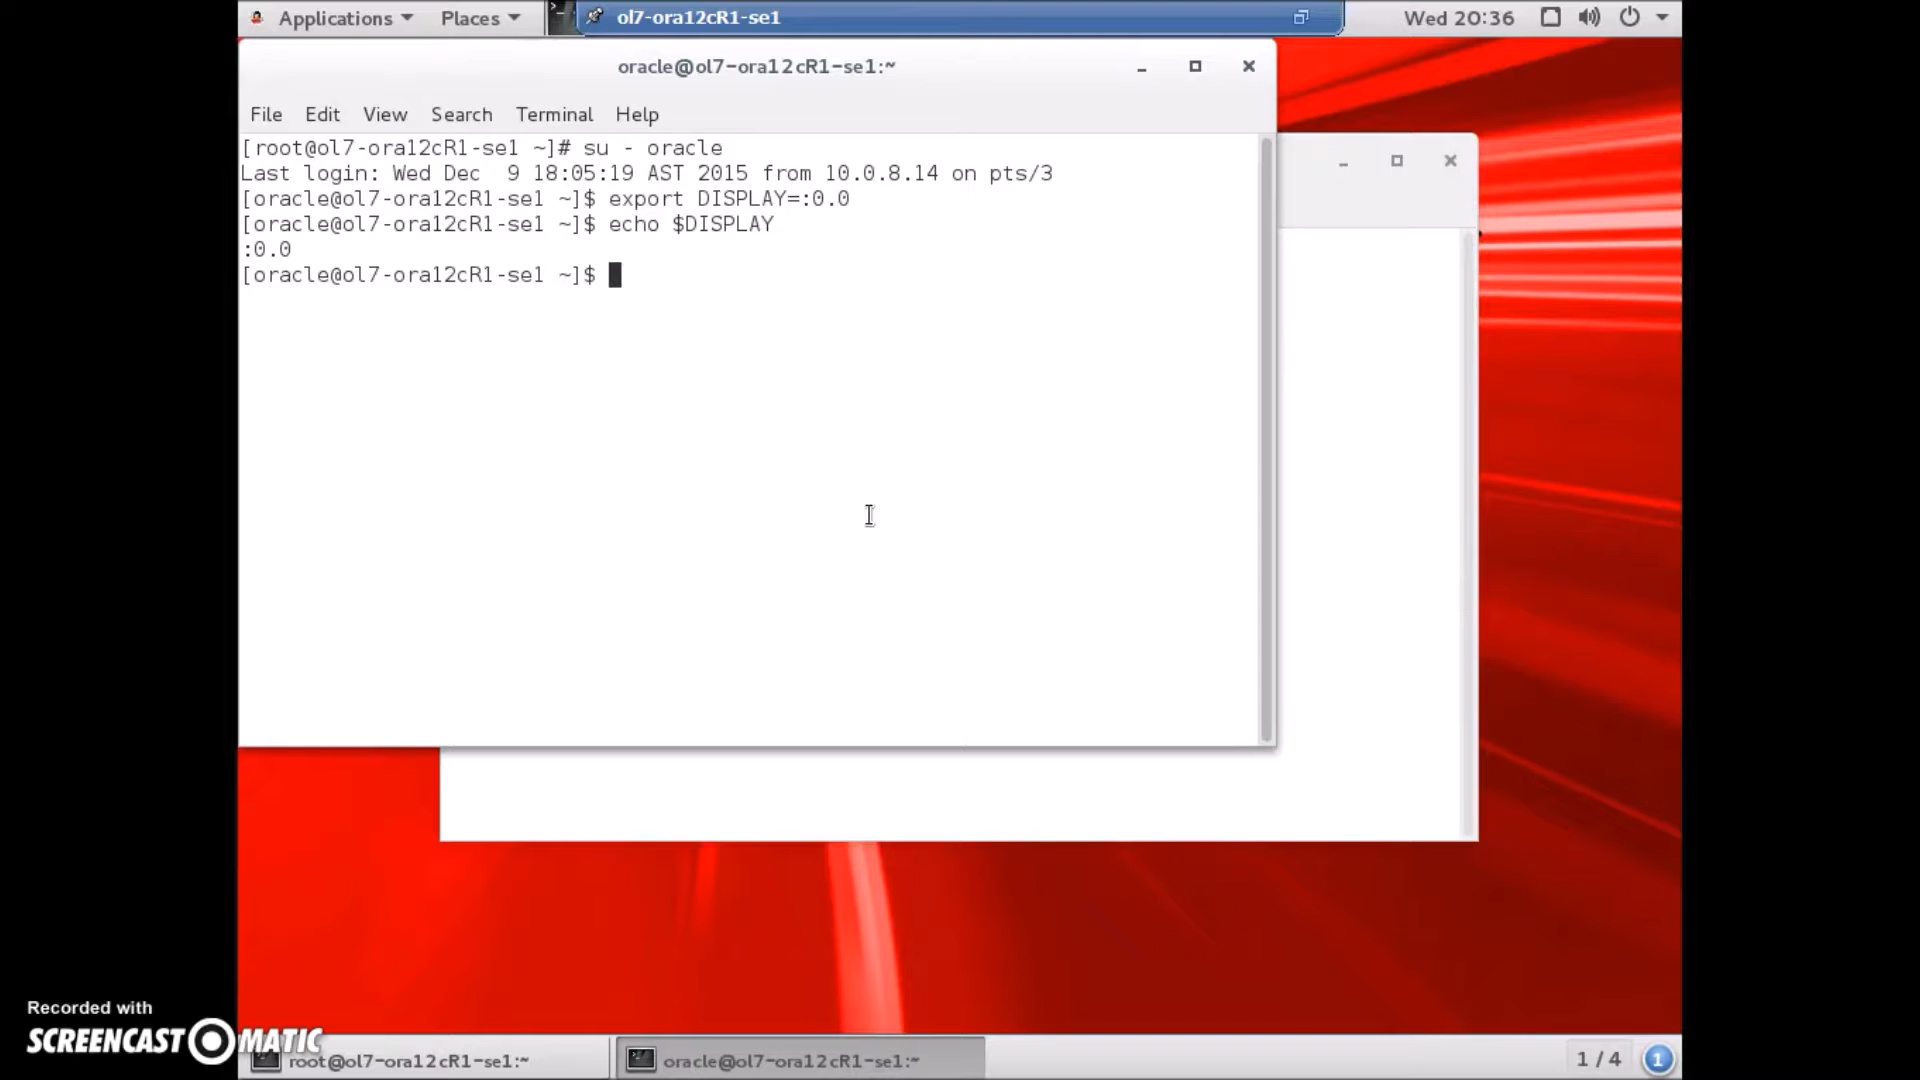 Applications Places ol7-ora12cR1-se1 Wed 20:36
oracle@ol7-ora12cR1-se1:~
File Edit View Search Terminal Help
[root@ol7-ora12cR1-se1 ~]# su - oracle
Last login: Wed Dec  9 18:05:19 AST 2015 from 10.0.8.14 on pts/3
[oracle@ol7-ora12cR1-se1 ~]$ export DISPLAY=:0.0
[oracle@ol7-ora12cR1-se1 ~]$ echo $DISPLAY
:0.0
[oracle@ol7-ora12cR1-se1 ~]$
Recorded with
SCREENCAST MATIC
root@ol7-ora12cR1-se1:~ oracle@ol7-ora12cR1-se1:~ 1 / 4 1